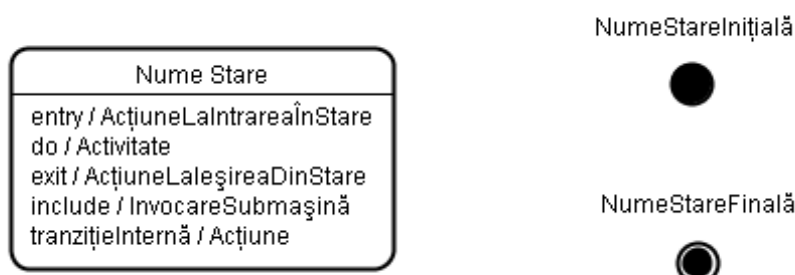 NumeStareInițială
Nume Stare
entry / AcțiuneLaIntrareaÎnStare
do / Activitate
exit / AcțiuneLaIeşireaDinStare
include / InvocareSubmaşină
tranzițieInternă / Acțiune
NumeStareFinală